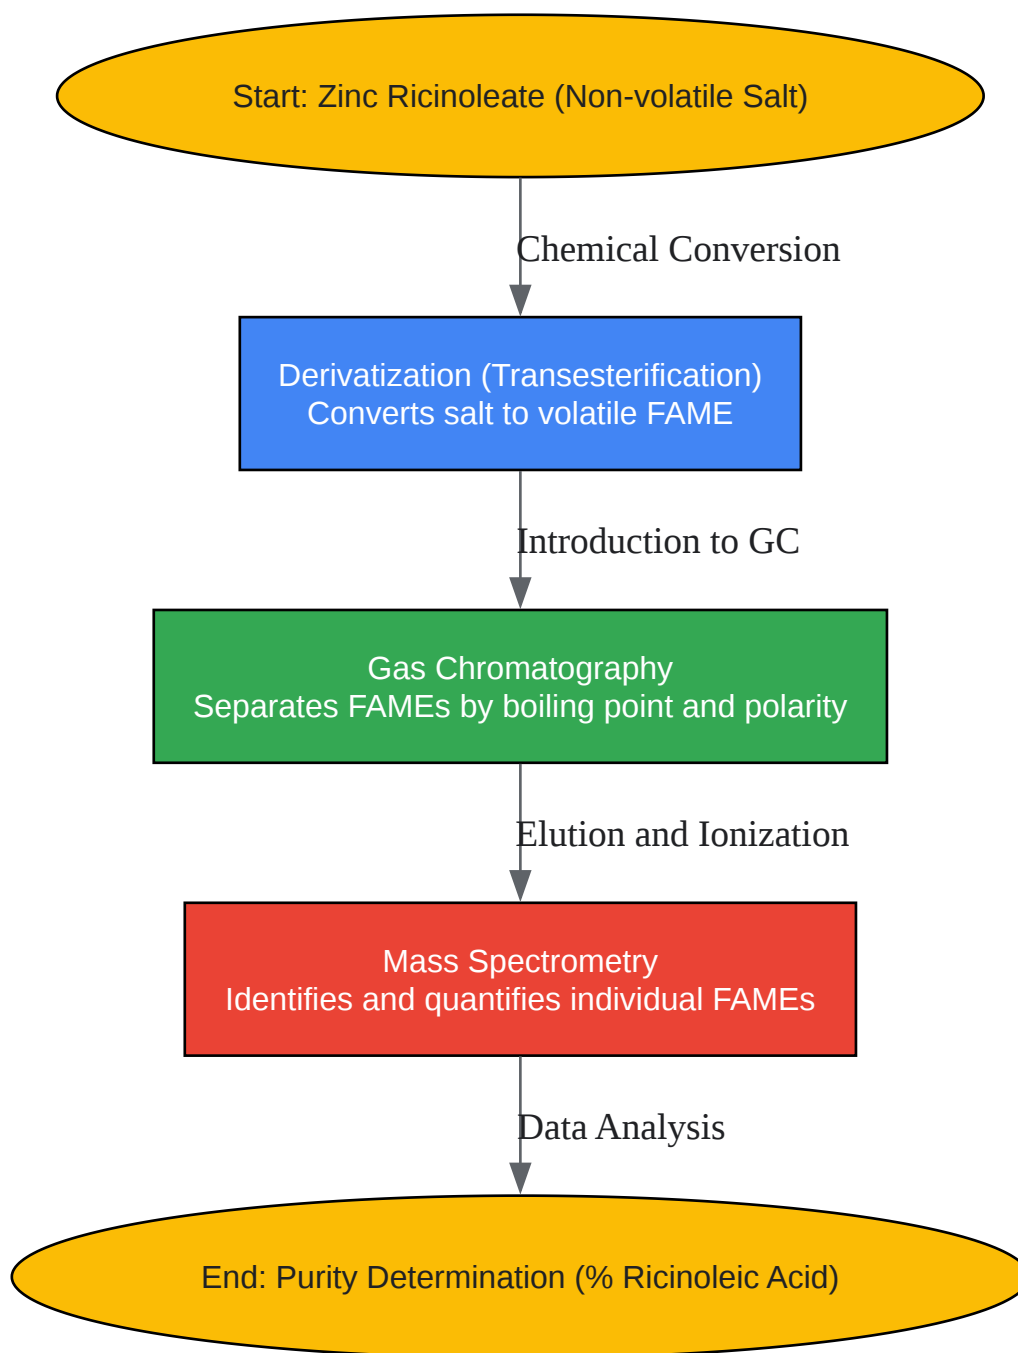 Start: Zinc Ricinoleate (Non-volatile Salt)
Chemical Conversion
Derivatization (Transesterification)
Converts salt to volatile FAME
Introduction to GC
Gas Chromatography
Separates FAMEs by boiling point and polarity
Elution and Ionization
Mass Spectrometry
Identifies and quantifies individual FAMEs
Data Analysis
End: Purity Determination (% Ricinoleic Acid)